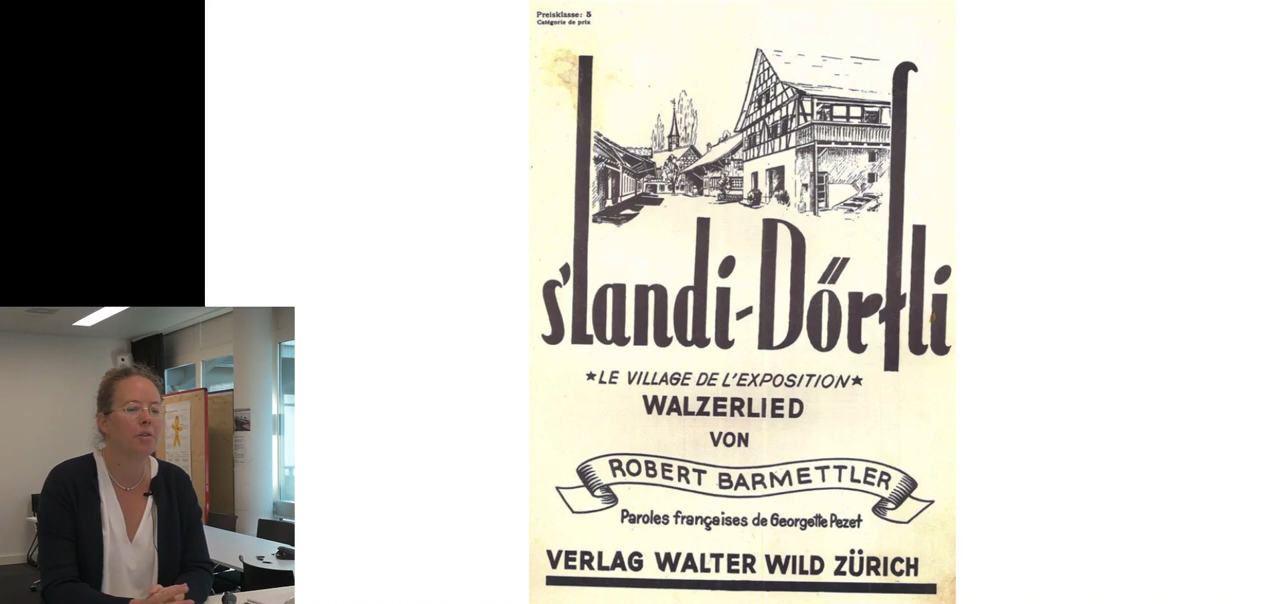 Preisklasse: 5
Catégorie de prix
s'Landi-Dörfli
★LE VILLAGE DE L'EXPOSITION★
WALZERLIED
VON
ROBERT BARMETTLER
Paroles françaises de Georgette Pezet
VERLAG WALTER WILD ZÜRICH